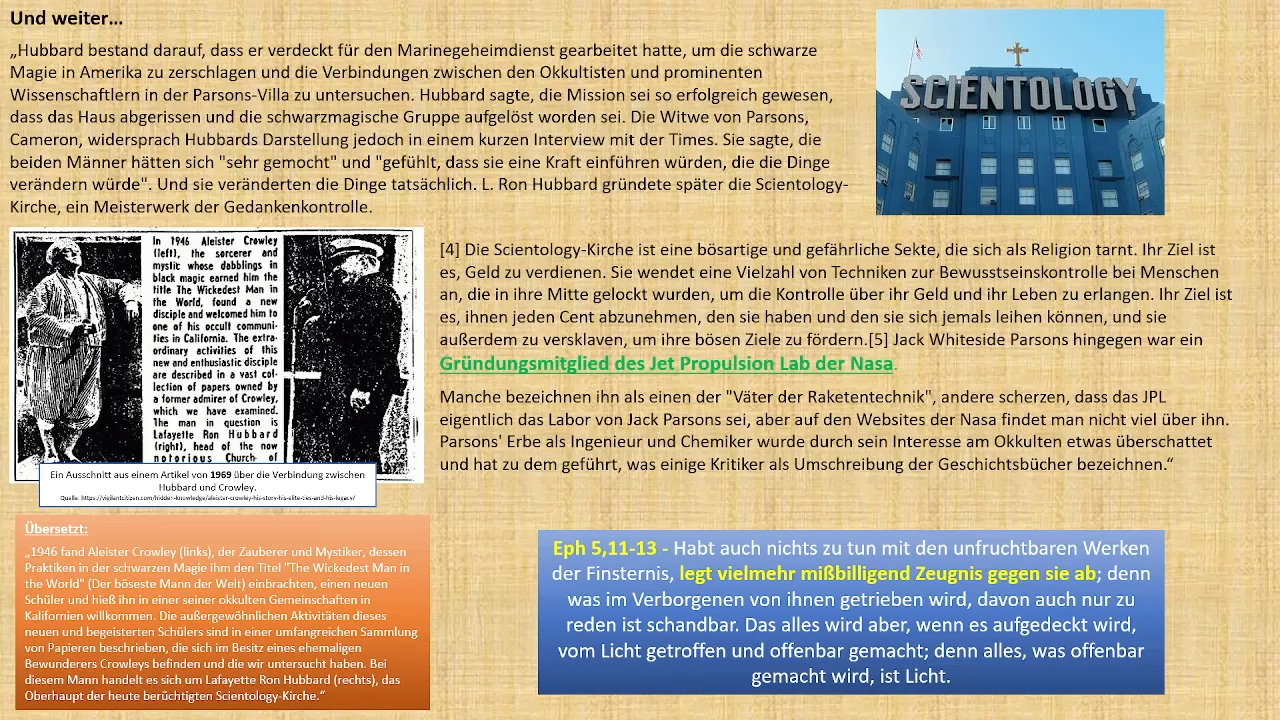 Und weiter…
„Hubbard bestand darauf, dass er verdeckt für den Marinegeheimdienst gearbeitet hatte, um die schwarze
Magie in Amerika zu zerschlagen und die Verbindungen zwischen den Okkultisten und prominenten
Wissenschaftlern in der Parsons-Villa zu untersuchen. Hubbard sagte, die Mission sei so erfolgreich gewesen,
dass das Haus abgerissen und die schwarzmagische Gruppe aufgelöst worden sei. Die Witwe von Parsons,
Cameron, widersprach Hubbards Darstellung jedoch in einem kurzen Interview mit der Times. Sie sagte, die
beiden Männer hätten sich "sehr gemocht" und "gefühlt, dass sie eine Kraft einführen würden, die die Dinge
verändern würde". Und sie veränderten die Dinge tatsächlich. L. Ron Hubbard gründete später die Scientology-
Kirche, ein Meisterwerk der Gedankenkontrolle.
SCIENTOLOGY
In 1946 Aleister Crowley
(left), the sorcerer and
mystic whose dabblings in
black magic earned him the
title The Wickedest Man in
the World, found a new
disciple and welcomed him to
one of his occult communi-
ties in California. The extra-
ordinary activities of this
new and enthusiastic disciple
are described in a vast col-
lection of papers owned by
a former admirer of Crowley,
which we have examined.
The man in question is
Lafayette Ron Hubbard
(right), head of the now
notorious Church of
Ein Ausschnitt aus einem Artikel von 1969 über die Verbindung zwischen
Hubbard und Crowley.
Quelle: https://vigilantcitizen.com/hidden-knowledge/aleister-crowley-his-story-his-elite-ties-and-his-legacy/
[4] Die Scientology-Kirche ist eine bösartige und gefährliche Sekte, die sich als Religion tarnt. Ihr Ziel ist
es, Geld zu verdienen. Sie wendet eine Vielzahl von Techniken zur Bewusstseinskontrolle bei Menschen
an, die in ihre Mitte gelockt wurden, um die Kontrolle über ihr Geld und ihr Leben zu erlangen. Ihr Ziel ist
es, ihnen jeden Cent abzunehmen, den sie haben und den sie sich jemals leihen können, und sie
außerdem zu versklaven, um ihre bösen Ziele zu fördern.[5] Jack Whiteside Parsons hingegen war ein
Gründungsmitglied des Jet Propulsion Lab der Nasa.
Manche bezeichnen ihn als einen der "Väter der Raketentechnik", andere scherzen, dass das JPL
eigentlich das Labor von Jack Parsons sei, aber auf den Websites der Nasa findet man nicht viel über ihn.
Parsons' Erbe als Ingenieur und Chemiker wurde durch sein Interesse am Okkulten etwas überschattet
und hat zu dem geführt, was einige Kritiker als Umschreibung der Geschichtsbücher bezeichnen.“
Übersetzt:
„1946 fand Aleister Crowley (links), der Zauberer und Mystiker, dessen
Praktiken in der schwarzen Magie ihm den Titel "The Wickedest Man in
the World" (Der böseste Mann der Welt) einbrachten, einen neuen
Schüler und hieß ihn in einer seiner okkulten Gemeinschaften in
Kalifornien willkommen. Die außergewöhnlichen Aktivitäten dieses
neuen und begeisterten Schülers sind in einer umfangreichen Sammlung
von Papieren beschrieben, die sich im Besitz eines ehemaligen
Bewunderers Crowleys befinden und die wir untersucht haben. Bei
diesem Mann handelt es sich um Lafayette Ron Hubbard (rechts), das
Oberhaupt der heute berüchtigten Scientology-Kirche.“
Eph 5,11-13 - Habt auch nichts zu tun mit den unfruchtbaren Werken
der Finsternis, legt vielmehr mißbilligend Zeugnis gegen sie ab; denn
was im Verborgenen von ihnen getrieben wird, davon auch nur zu
reden ist schandbar. Das alles wird aber, wenn es aufgedeckt wird,
vom Licht getroffen und offenbar gemacht; denn alles, was offenbar
gemacht wird, ist Licht.